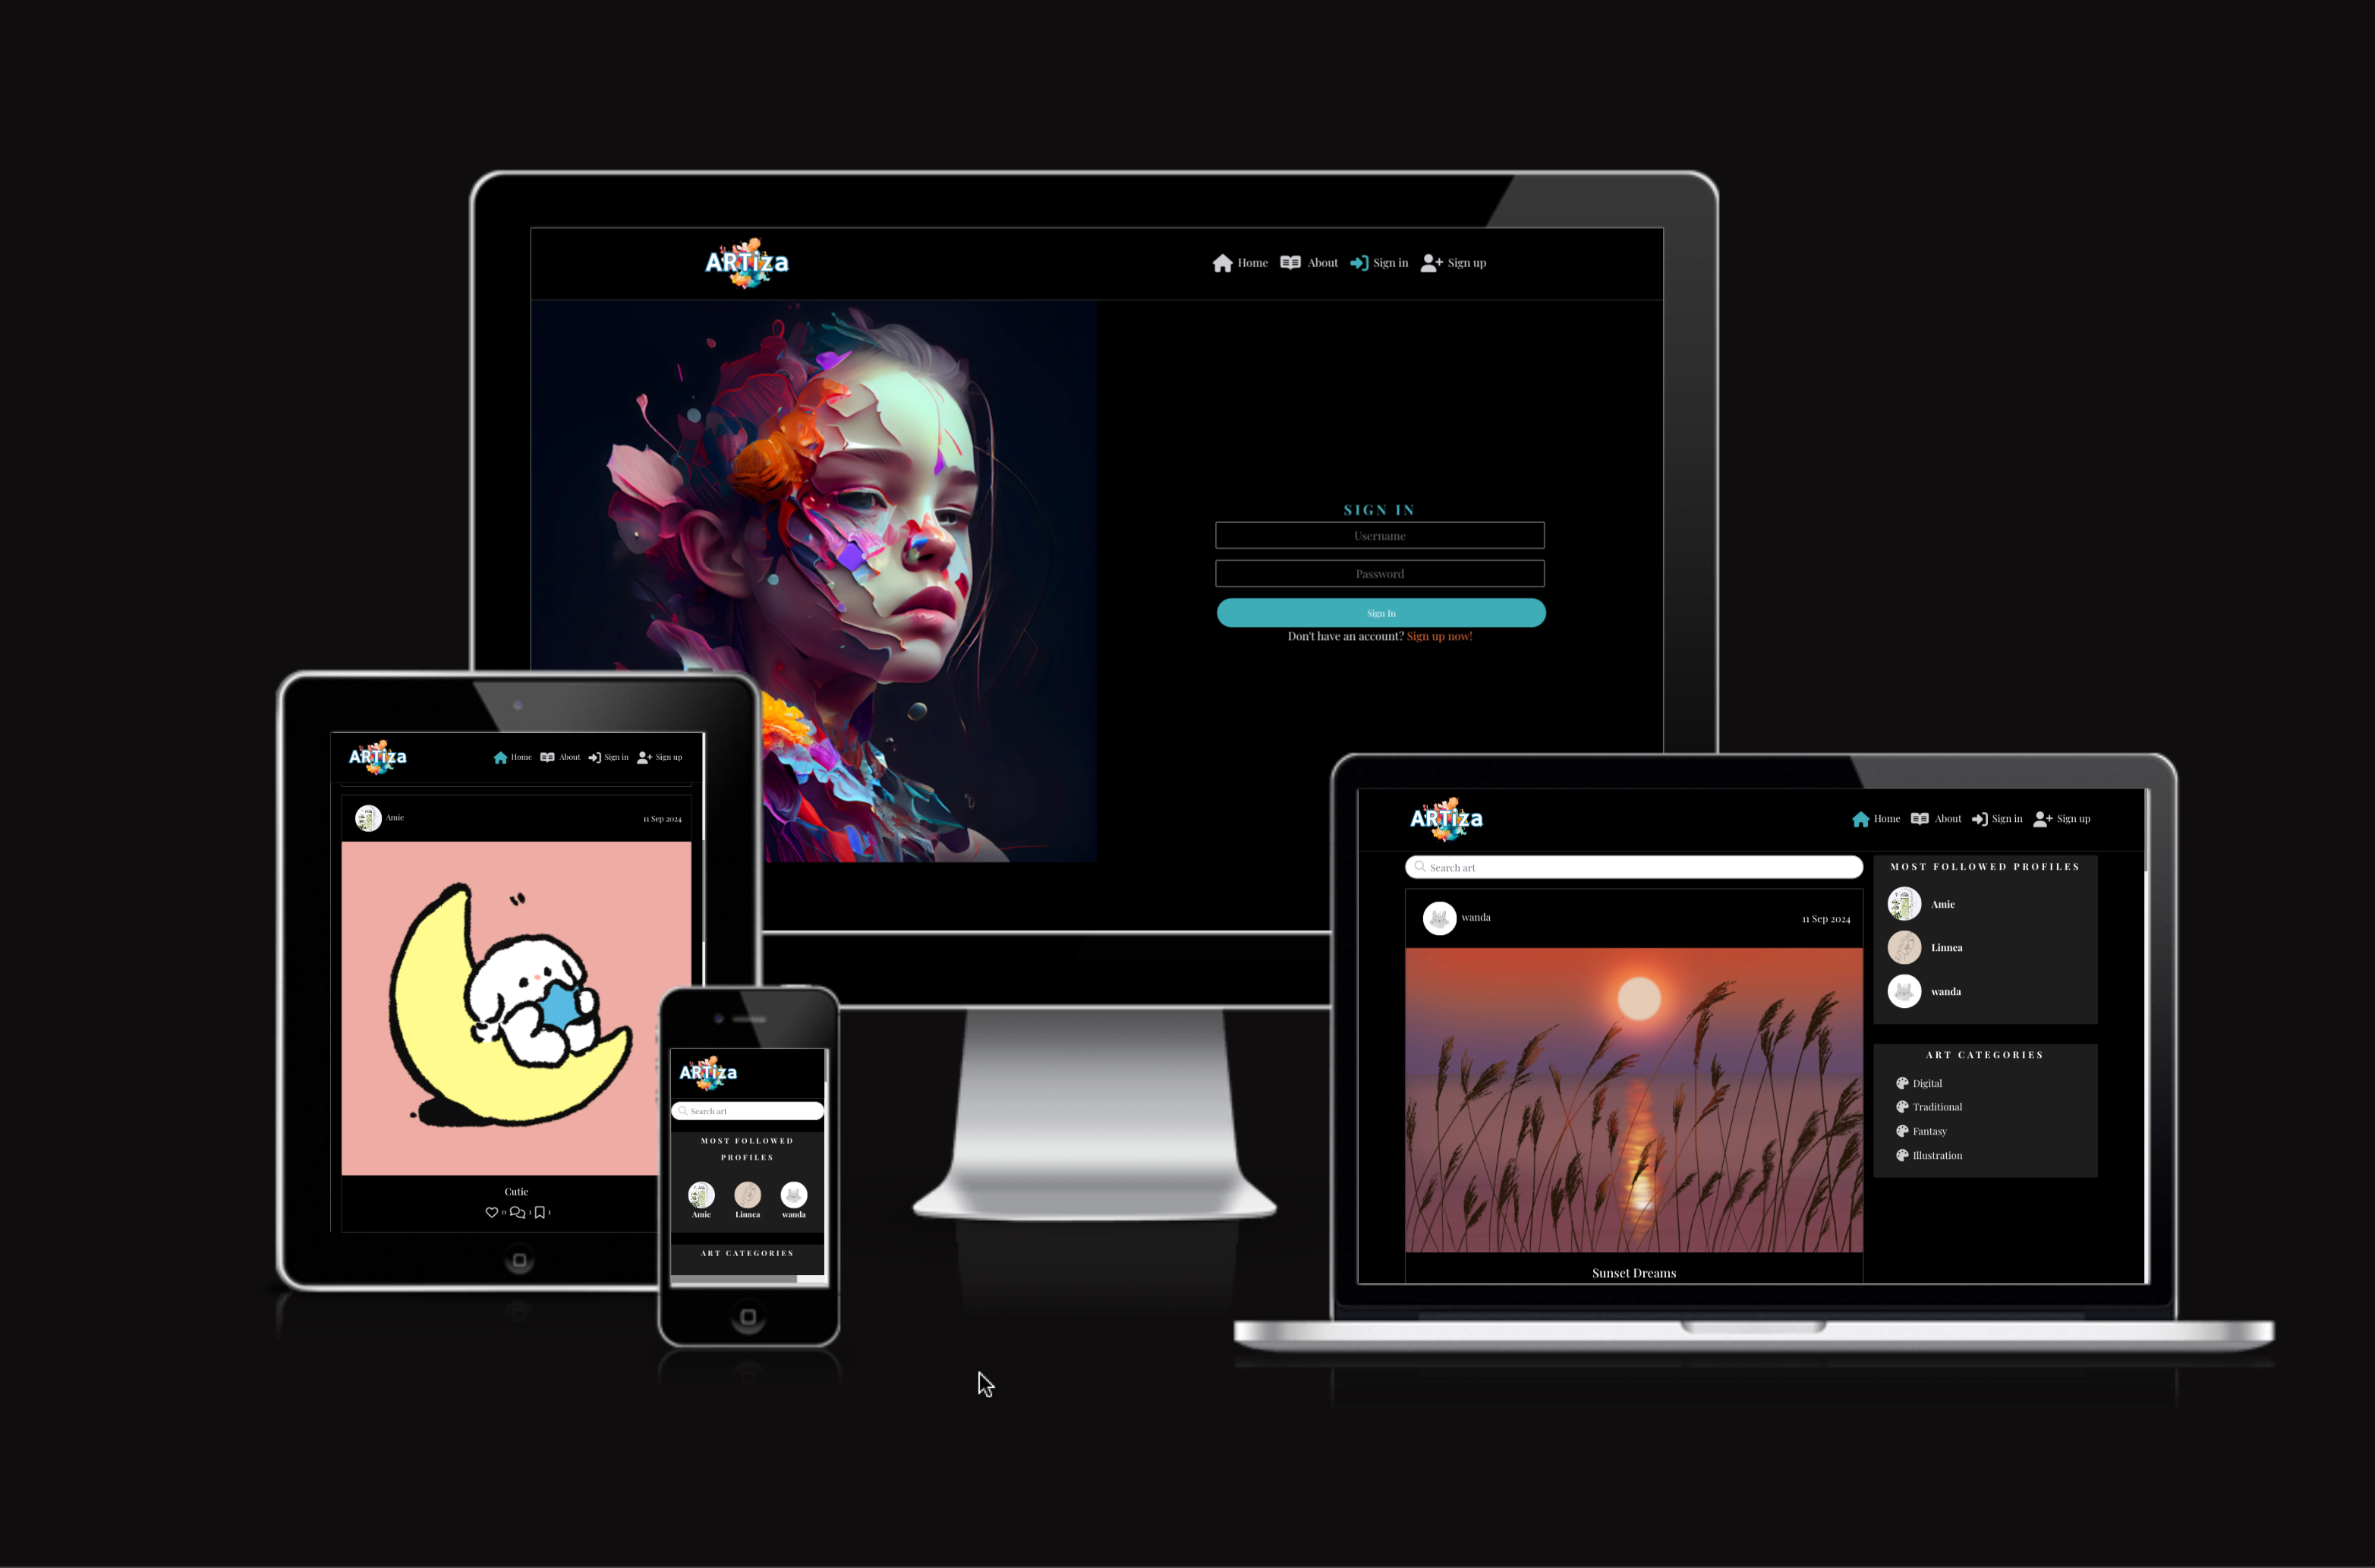 ARTiza
Home About Sign in Sign up
SIGN IN
Username
Password
Sign In
Don't have an account? Sign up now!
ARTiza
Home About Sign in Sign up
Amie 11 Sep 2024
Cutie
0 1 1
ARTiza
Search art
MOST FOLLOWED
PROFILES
Amie Linnea wanda
ART CATEGORIES
ARTiza
Home About Sign in Sign up
Search art
wanda 11 Sep 2024
Sunset Dreams
MOST FOLLOWED PROFILES
Amie
Linnea
wanda
ART CATEGORIES
Digital
Traditional
Fantasy
Illustration